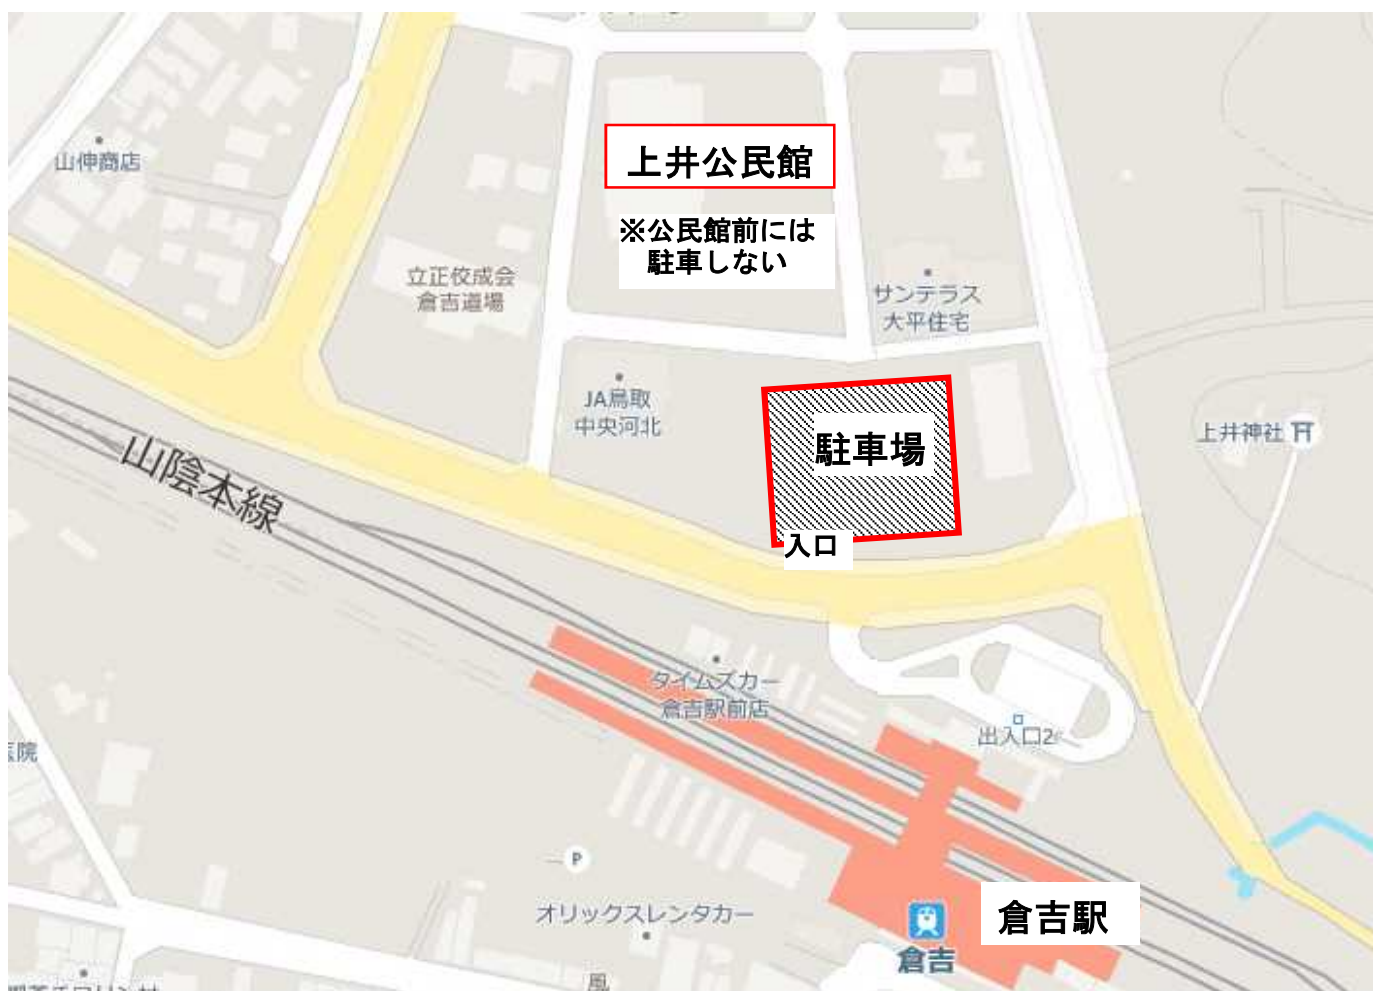 山伸商店
上井公民館
※公民館前には
駐車しない
立正佼成会
倉吉道場
サンテラス
大平住宅
JA鳥取
中央河北
駐車場
上井神社
山陰本線
入口
タイムズカー
倉吉駅前店
出入口2
医院
P
オリックスレンタカー
倉吉駅
倉吉